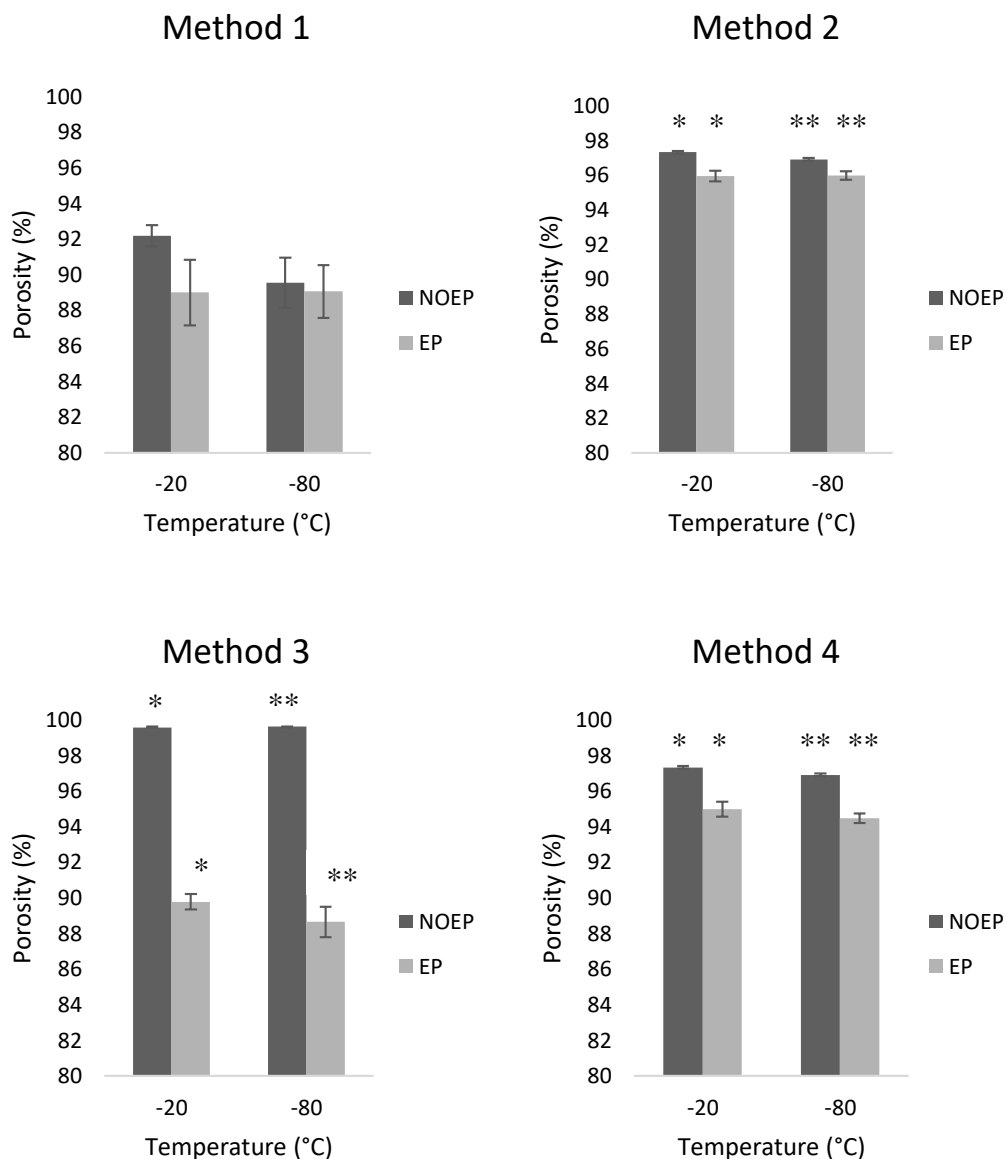 Method 1
100
98
96
94
92
90
88
86
84
82
80
Porosity (%)
-20 -80
Temperature (°C)
NOEP
EP
Method 2
100
98
96
94
92
90
88
86
84
82
80
Porosity (%)
* * ** **
-20 -80
Temperature (°C)
NOEP
EP
Method 3
100
98
96
94
92
90
88
86
84
82
80
Porosity (%)
* **
* **
-20 -80
Temperature (°C)
NOEP
EP
Method 4
100
98
96
94
92
90
88
86
84
82
80
Porosity (%)
* * ** **
-20 -80
Temperature (°C)
NOEP
EP